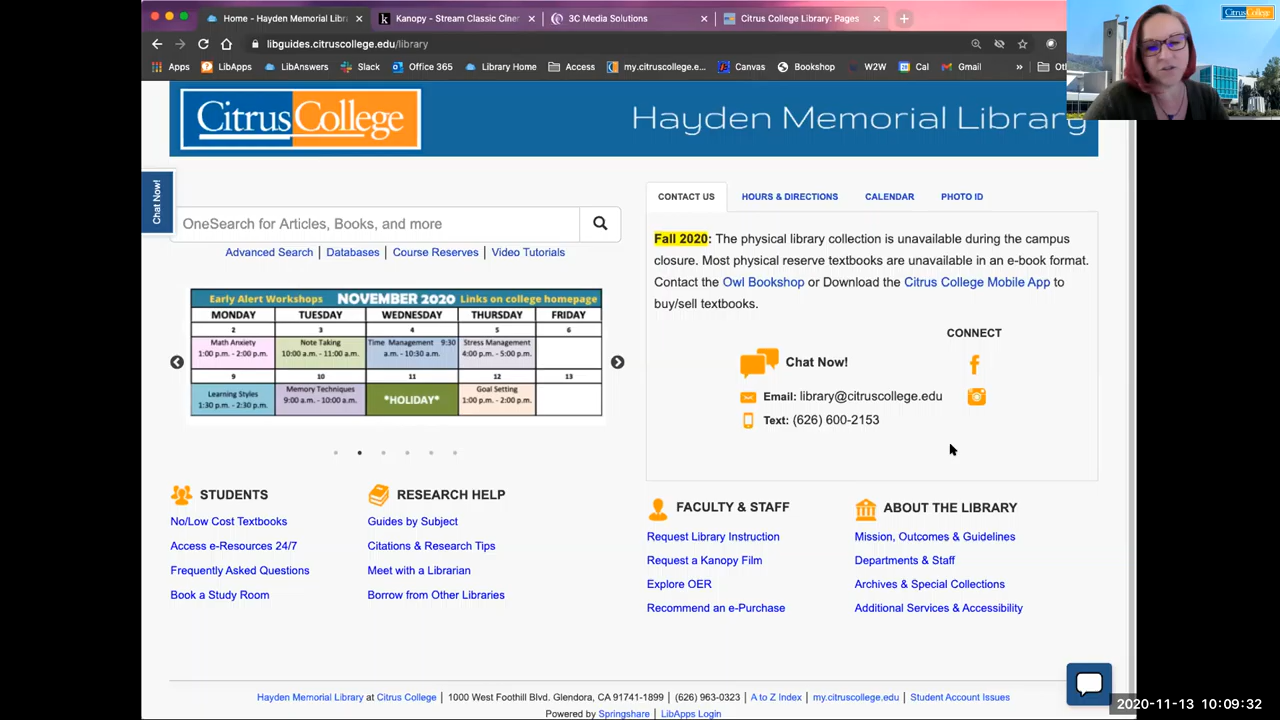 Home - Hayden Memorial Libr
Kanopy - Stream Classic Ciner
3C Media Solutions
Citrus College Library: Pages
CitrusCollege
libguides.citruscollege.edu/library
Apps LibApps LibAnswers Slack Office 365 Library Home Access my.citruscollege.e... Canvas Bookshop W2W Cal Gmail » Ot
CitrusCollege
Hayden Memorial Library
Chat Now!
OneSearch for Articles, Books, and more
Advanced Search | Databases | Course Reserves | Video Tutorials
Early Alert Workshops NOVEMBER 2020 Links on college homepage
MONDAY TUESDAY WEDNESDAY THURSDAY FRIDAY
2 3 4 5 6
Math Anxiety Note Taking Time Management 9:30 Stress Management
1:00 p.m. - 2:00 p.m. 10:00 am. - 11:00 am. a.m. - 10:30 a.m. 4:00 p.m. - 5:00 p.m.
9 10 11 12 13
Learning Styles Memory Techniques *HOLIDAY* Goal Setting
1:30 p.m. - 2:30 p.m. 9:00 a.m. - 10:00 a.m. 1:00 p.m. - 2:00 p.m.
CONTACT US HOURS & DIRECTIONS CALENDAR PHOTO ID
Fall 2020: The physical library collection is unavailable during the campus
closure. Most physical reserve textbooks are unavailable in an e-book format.
Contact the Owl Bookshop or Download the Citrus College Mobile App to
buy/sell textbooks.
CONNECT
Chat Now!
Email: library@citruscollege.edu
Text: (626) 600-2153
STUDENTS
No/Low Cost Textbooks
Access e-Resources 24/7
Frequently Asked Questions
Book a Study Room
RESEARCH HELP
Guides by Subject
Citations & Research Tips
Meet with a Librarian
Borrow from Other Libraries
FACULTY & STAFF
Request Library Instruction
Request a Kanopy Film
Explore OER
Recommend an e-Purchase
ABOUT THE LIBRARY
Mission, Outcomes & Guidelines
Departments & Staff
Archives & Special Collections
Additional Services & Accessibility
Hayden Memorial Library at Citrus College | 1000 West Foothill Blvd. Glendora, CA 91741-1899 | (626) 963-0323 | A to Z Index | my.citruscollege.edu | Student Account Issues
Powered by Springshare | LibApps Login
2020-11-13 10:09:32